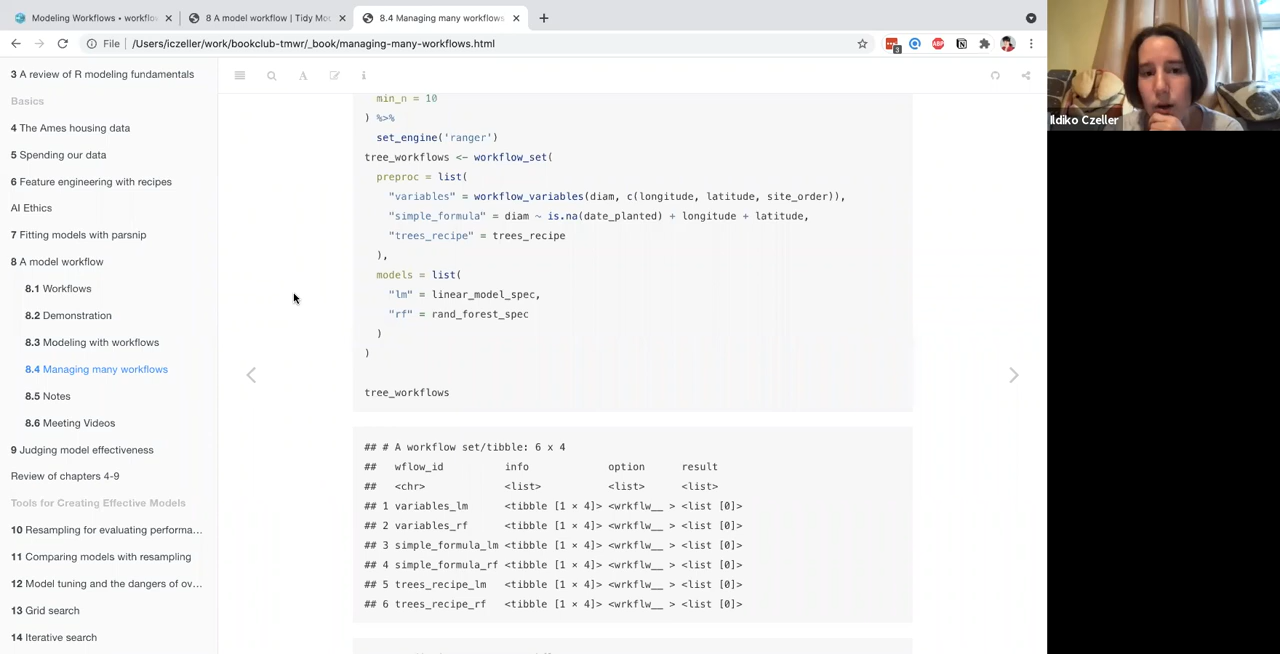 Modeling Workflows • workflow
8 A model workflow | Tidy Mo
8.4 Managing many workflows
File
/Users/iczeller/work/bookclub-tmwr/_book/managing-many-workflows.html
3
ABP
3 A review of R modeling fundamentals
Basics
4 The Ames housing data
5 Spending our data
6 Feature engineering with recipes
AI Ethics
7 Fitting models with parsnip
8 A model workflow
8.1 Workflows
8.2 Demonstration
8.3 Modeling with workflows
8.4 Managing many workflows
8.5 Notes
8.6 Meeting Videos
9 Judging model effectiveness
Review of chapters 4-9
Tools for Creating Effective Models
10 Resampling for evaluating performa...
11 Comparing models with resampling
12 Model tuning and the dangers of ov...
13 Grid search
14 Iterative search
min_n = 10
) %>%
set_engine('ranger')
tree_workflows <- workflow_set(
preproc = list(
"variables" = workflow_variables(diam, c(longitude, latitude, site_order)),
"simple_formula" = diam ~ is.na(date_planted) + longitude + latitude,
"trees_recipe" = trees_recipe
),
models = list(
"lm" = linear_model_spec,
"rf" = rand_forest_spec
)
)
tree_workflows
## # A workflow set/tibble: 6 x 4
## wflow_id info option result
## <chr> <list> <list> <list>
## 1 variables_lm <tibble [1 × 4]> <wrkflw__ > <list [0]>
## 2 variables_rf <tibble [1 × 4]> <wrkflw__ > <list [0]>
## 3 simple_formula_lm <tibble [1 × 4]> <wrkflw__ > <list [0]>
## 4 simple_formula_rf <tibble [1 × 4]> <wrkflw__ > <list [0]>
## 5 trees_recipe_lm <tibble [1 × 4]> <wrkflw__ > <list [0]>
## 6 trees_recipe_rf <tibble [1 × 4]> <wrkflw__ > <list [0]>
Ildiko Czeller